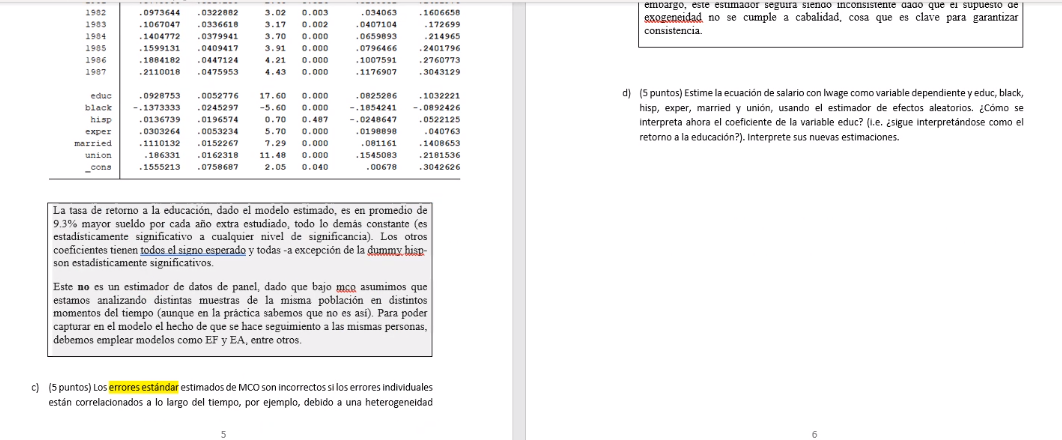 1982 .0973644 .0322882 3.02 0.003 .034063 .1606658
1983 .1067047 .0336618 3.17 0.002 .0407104 .172699
1984 .1404772 .0379941 3.70 0.000 .0659893 .214965
1985 .1599131 .0409417 3.91 0.000 .0796466 .2401796
1986 .1884182 .0447124 4.21 0.000 .1007591 .2760773
1987 .2110018 .0475953 4.43 0.000 .1176907 .3043129
educ .0928753 .0052776 17.60 0.000 .0825286 .1032221
black -.1373333 .0245297 -5.60 0.000 -.1854241 -.0892426
hisp .0136739 .0196574 0.70 0.487 -.0248647 .0522125
exper .0303264 .0053234 5.70 0.000 .0198898 .040763
married .1110132 .0152267 7.29 0.000 .081161 .1408653
union .186331 .0162318 11.48 0.000 .1545083 .2181536
_cons .1555213 .0758687 2.05 0.040 .00678 .3042626
La tasa de retorno a la educación, dado el modelo estimado, es en promedio de
9.3% mayor sueldo por cada año extra estudiado, todo lo demás constante (es
estadísticamente significativo a cualquier nivel de significancia). Los otros
coeficientes tienen todos el signo esperado y todas -a excepción de la dummy hisp-
son estadísticamente significativos.
Este no es un estimador de datos de panel, dado que bajo mco asumimos que
estamos analizando distintas muestras de la misma población en distintos
momentos del tiempo (aunque en la práctica sabemos que no es así). Para poder
capturar en el modelo el hecho de que se hace seguimiento a las mismas personas,
debemos emplear modelos como EF y EA, entre otros.
c) (5 puntos) Los errores estándar estimados de MCO son incorrectos si los errores individuales
están correlacionados a lo largo del tiempo, por ejemplo, debido a una heterogeneidad
5
embargo, este estimador seguirá siendo inconsistente dado que el supuesto de
exogeneidad no se cumple a cabalidad, cosa que es clave para garantizar
consistencia.
d) (5 puntos) Estime la ecuación de salario con lwage como variable dependiente y educ, black,
hisp, exper, married y unión, usando el estimador de efectos aleatorios. ¿Cómo se
interpreta ahora el coeficiente de la variable educ? (i.e. ¿sigue interpretándose como el
retorno a la educación?). Interprete sus nuevas estimaciones.
6